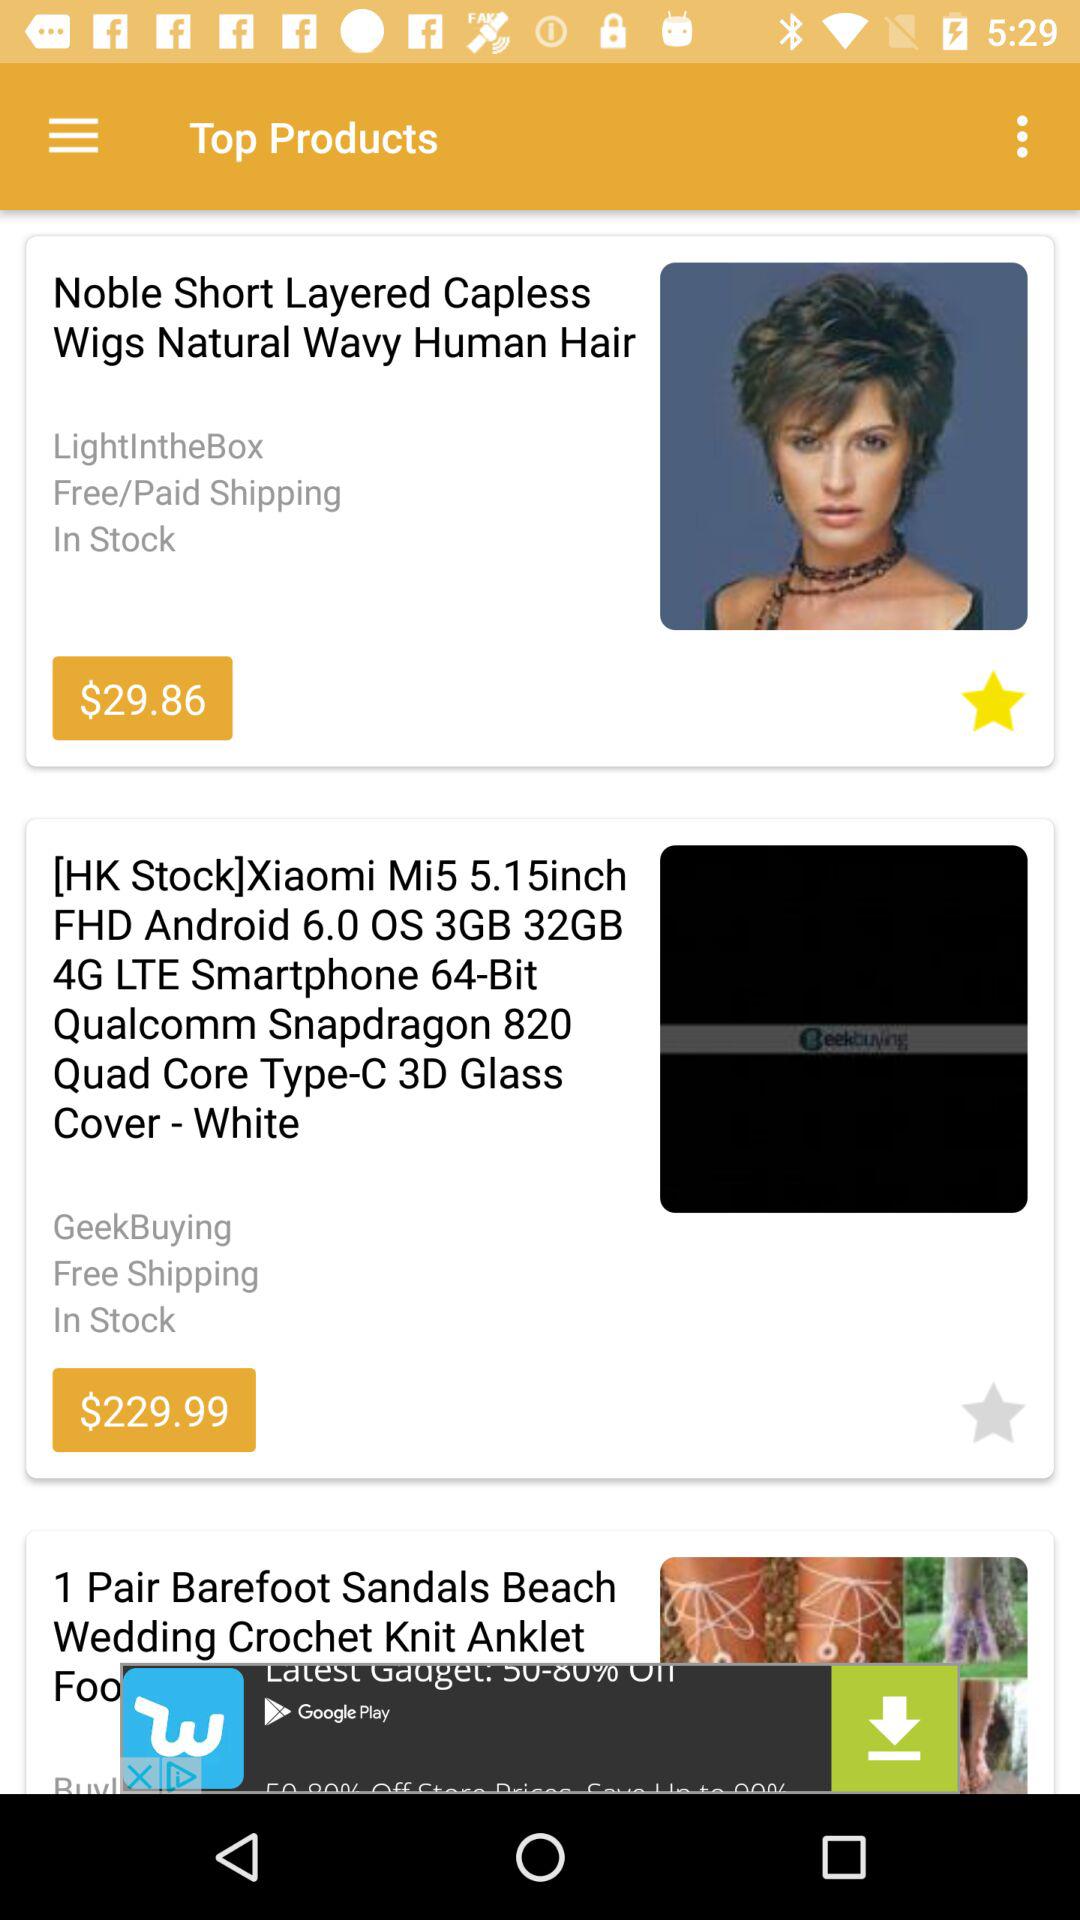 FAKE
5:29
Top Products
Noble Short Layered Capless
Wigs Natural Wavy Human Hair
LightIntheBox
Free/Paid Shipping
In Stock
$29.86
[HK Stock]Xiaomi Mi5 5.15inch
FHD Android 6.0 OS 3GB 32GB
4G LTE Smartphone 64-Bit
Qualcomm Snapdragon 820
Quad Core Type-C 3D Glass
Cover - White
Geekbuying
GeekBuying
Free Shipping
In Stock
$229.99
1 Pair Barefoot Sandals Beach
Wedding Crochet Knit Anklet
Foo
Latest Gadget: 50-80% Off
Google Play
50-80% Off Store Prices. Save Up to 90%